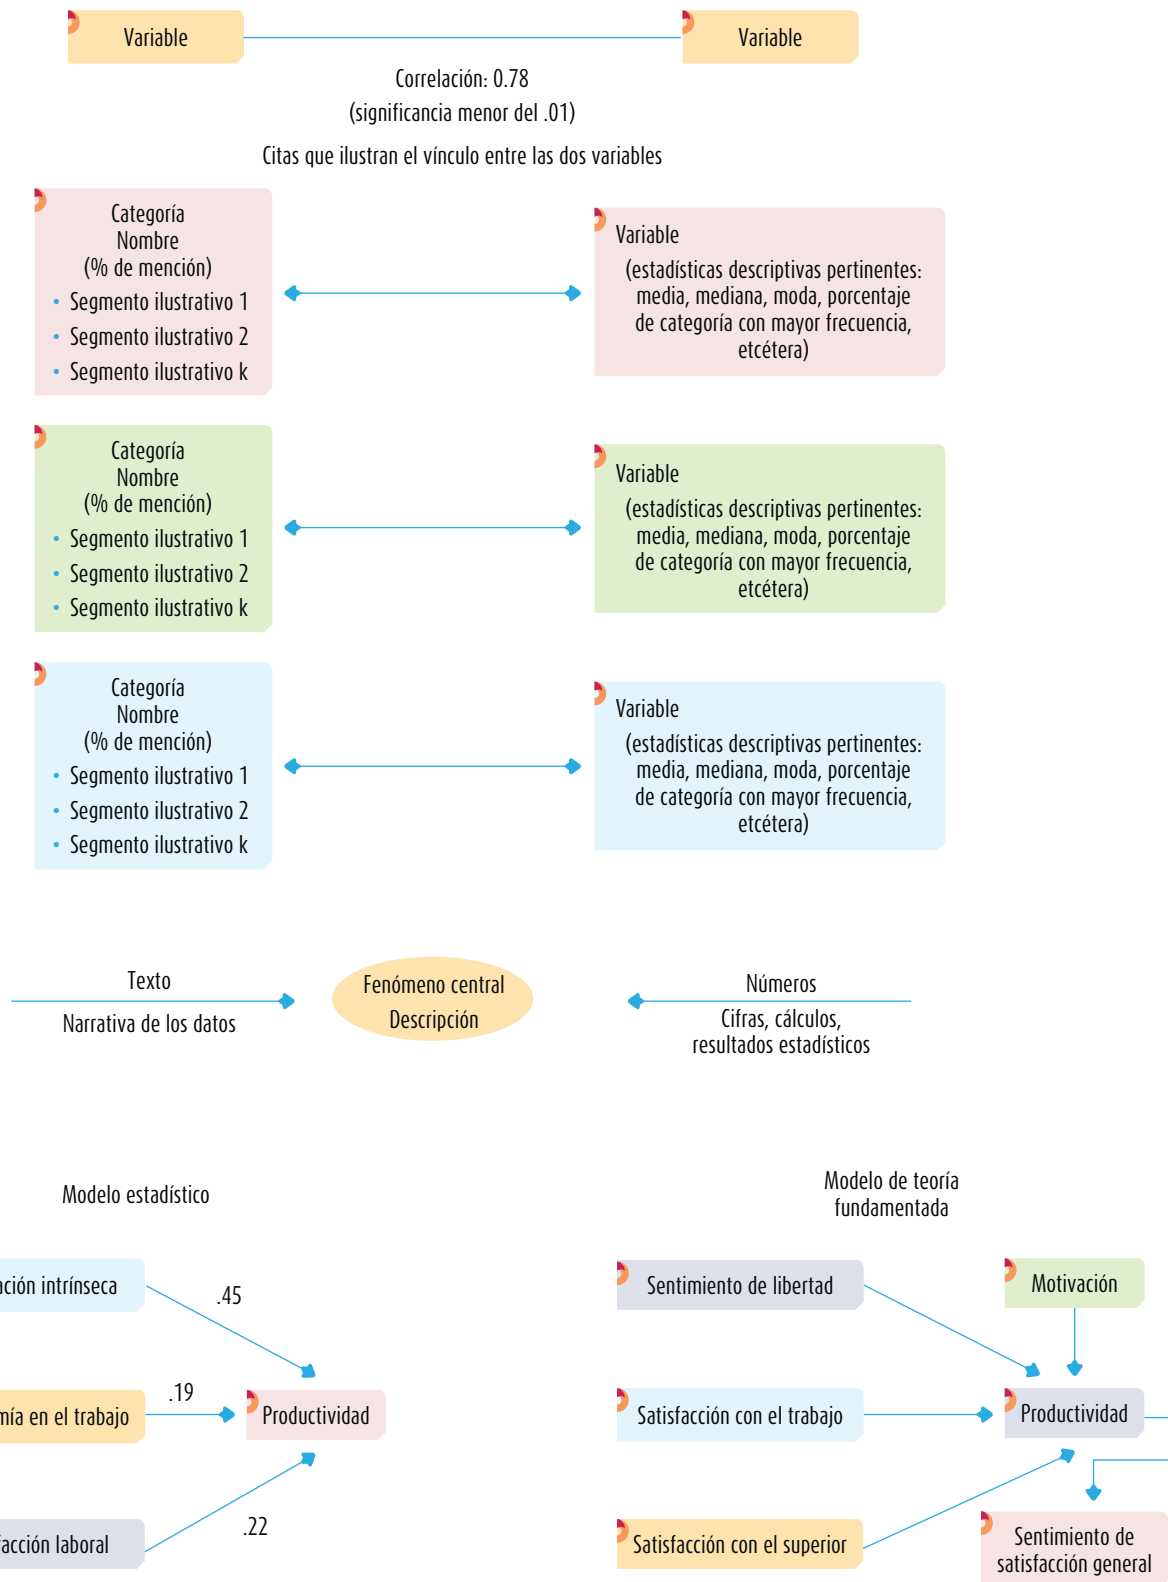 Variable
Variable
Correlación: 0.78
(significancia menor del .01)
Citas que ilustran el vínculo entre las dos variables
Categoría
Nombre
(% de mención)
• Segmento ilustrativo 1
• Segmento ilustrativo 2
• Segmento ilustrativo k
Variable
(estadísticas descriptivas pertinentes:
media, mediana, moda, porcentaje
de categoría con mayor frecuencia,
etcétera)
Categoría
Nombre
(% de mención)
• Segmento ilustrativo 1
• Segmento ilustrativo 2
• Segmento ilustrativo k
Variable
(estadísticas descriptivas pertinentes:
media, mediana, moda, porcentaje
de categoría con mayor frecuencia,
etcétera)
Categoría
Nombre
(% de mención)
• Segmento ilustrativo 1
• Segmento ilustrativo 2
• Segmento ilustrativo k
Variable
(estadísticas descriptivas pertinentes:
media, mediana, moda, porcentaje
de categoría con mayor frecuencia,
etcétera)
Texto
Narrativa de los datos
Fenómeno central
Descripción
Números
Cifras, cálculos,
resultados estadísticos
Modelo estadístico
intrínseca
.45
en el trabajo
.19
Productividad
laboral
.22
Modelo de teoría
fundamentada
Sentimiento de libertad
Motivación
Satisfacción con el trabajo
Productividad
Satisfacción con el superior
Sentimiento de
satisfacción general